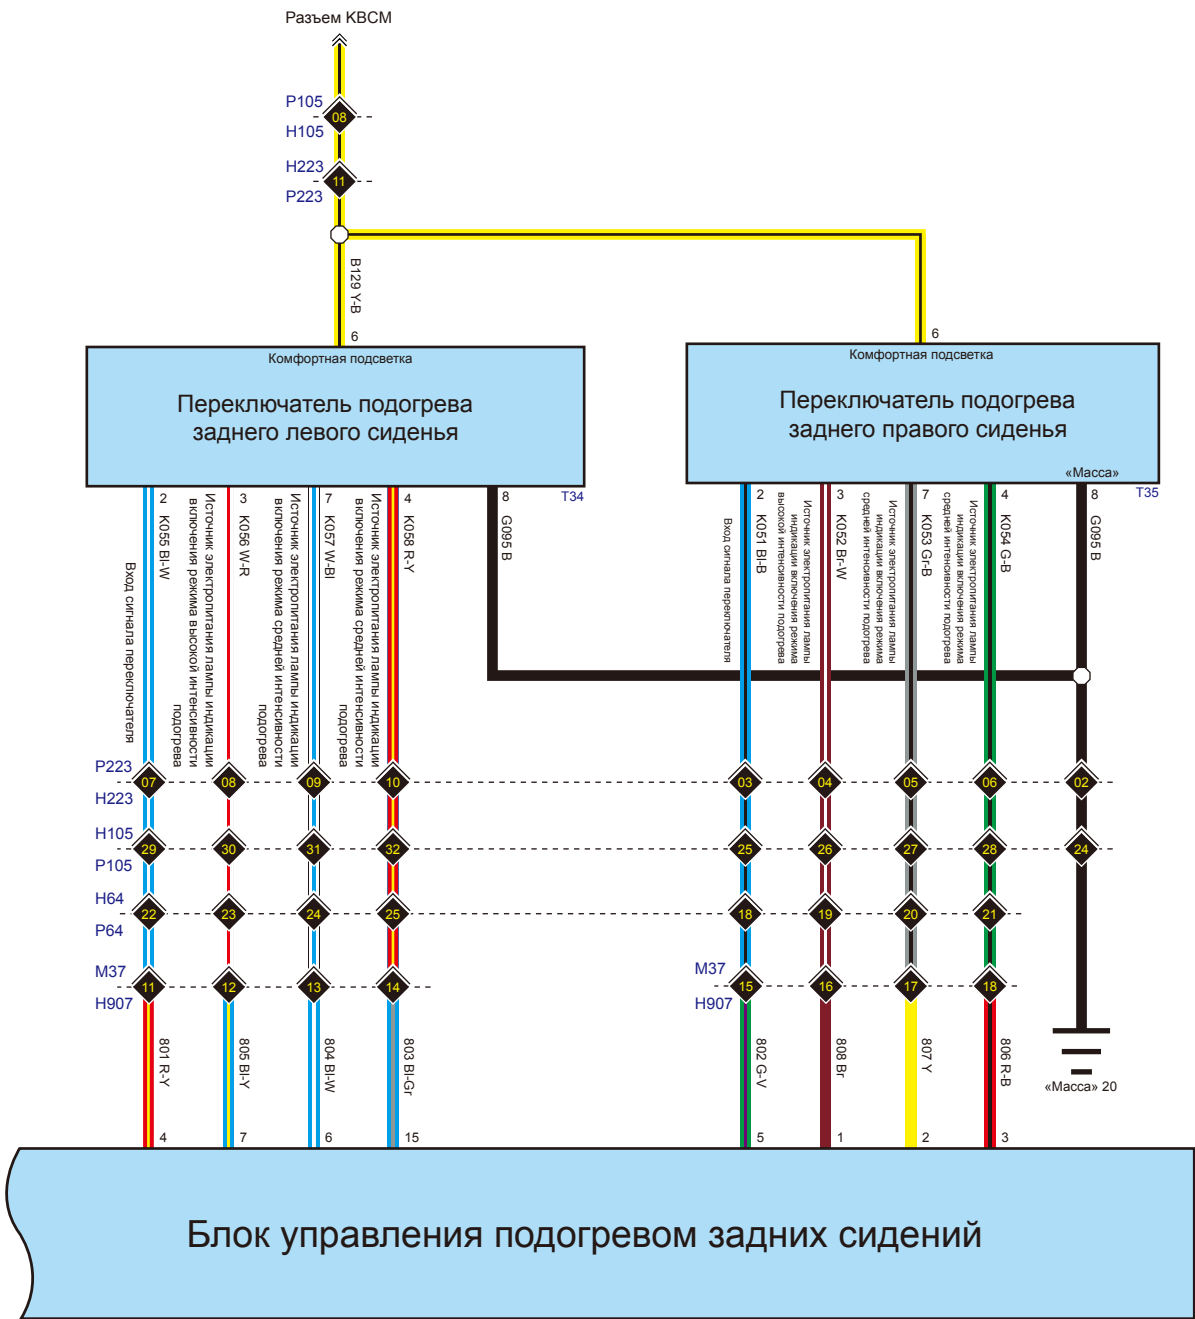 Разъем KBCM
P105
08
H105
H223
11
P223
B129 Y-B
6
6
Комфортная подсветка
Переключатель подогрева
заднего левого сиденья
Комфортная подсветка
Переключатель подогрева
заднего правого сиденья
«Масса»
T34
T35
2
K055 Bl-W
Вход сигнала переключателя
3
K056 W-R
Источник электропитания лампы индикации
включения режима высокой интенсивности
подогрева
7
K057 W-Bl
Источник электропитания лампы индикации
включения режима средней интенсивности
подогрева
4
K058 R-Y
Источник электропитания лампы индикации
включения режима средней интенсивности
подогрева
8
G095 B
2
K051 Bl-B
Вход сигнала переключателя
3
K052 Br-W
Источник электропитания лампы
индикации включения режима
высокой интенсивности подогрева
7
K053 Gr-B
Источник электропитания лампы
индикации включения режима
средней интенсивности подогрева
4
K054 G-B
Источник электропитания лампы
индикации включения режима
средней интенсивности подогрева
8
G095 B
P223
07 08 09 10 03 04 05 06 02
H223
H105
29 30 31 32 25 26 27 28 24
P105
H64
22 23 24 25 18 19 20 21
P64
M37
11 12 13 14
H907
M37
15 16 17 18
H907
801 R-Y
805 Bl-Y
804 Bl-W
803 Bl-Gr
802 G-V
808 Br
807 Y
806 R-B
«Масса» 20
4 7 6 15 5 1 2 3
Блок управления подогревом задних сидений